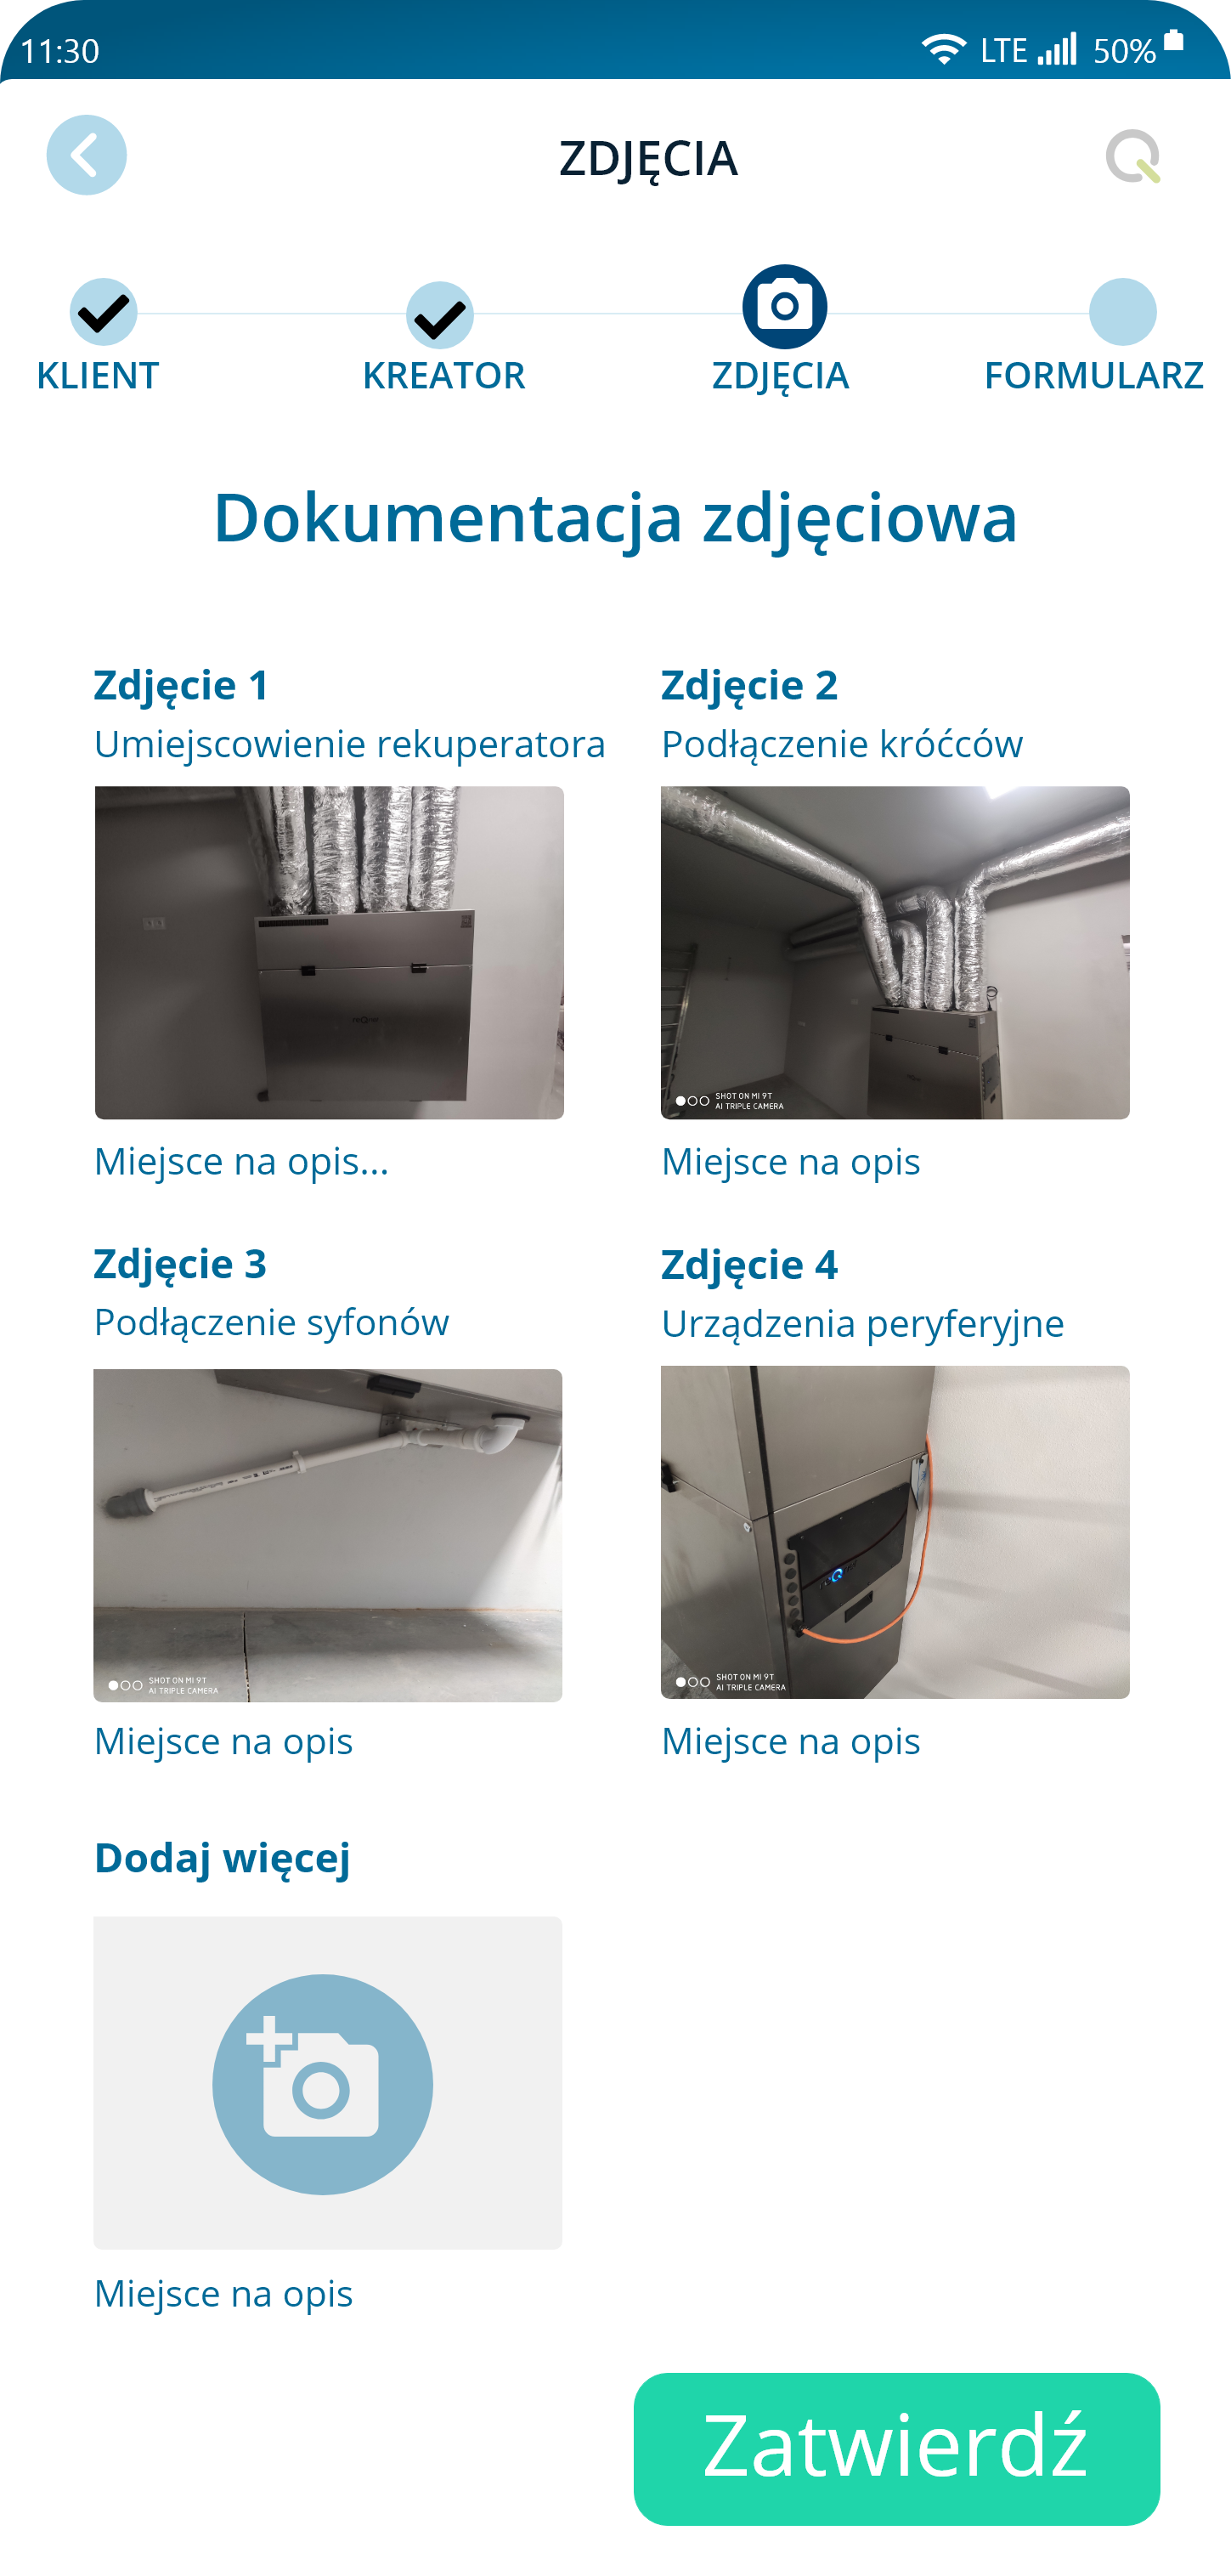 11:30 LTE 50%
ZDJĘCIA
KLIENT KREATOR ZDJĘCIA FORMULARZ
Dokumentacja zdjęciowa
Zdjęcie 1
Umiejscowienie rekuperatora
Miejsce na opis...
Zdjęcie 2
Podłączenie króćców
SHOT ON MI 9T
AI TRIPLE CAMERA
Miejsce na opis
Zdjęcie 3
Podłączenie syfonów
SHOT ON MI 9T
AI TRIPLE CAMERA
Miejsce na opis
Zdjęcie 4
Urządzenia peryferyjne
SHOT ON MI 9T
AI TRIPLE CAMERA
Miejsce na opis
Dodaj więcej
Miejsce na opis
Zatwierdź